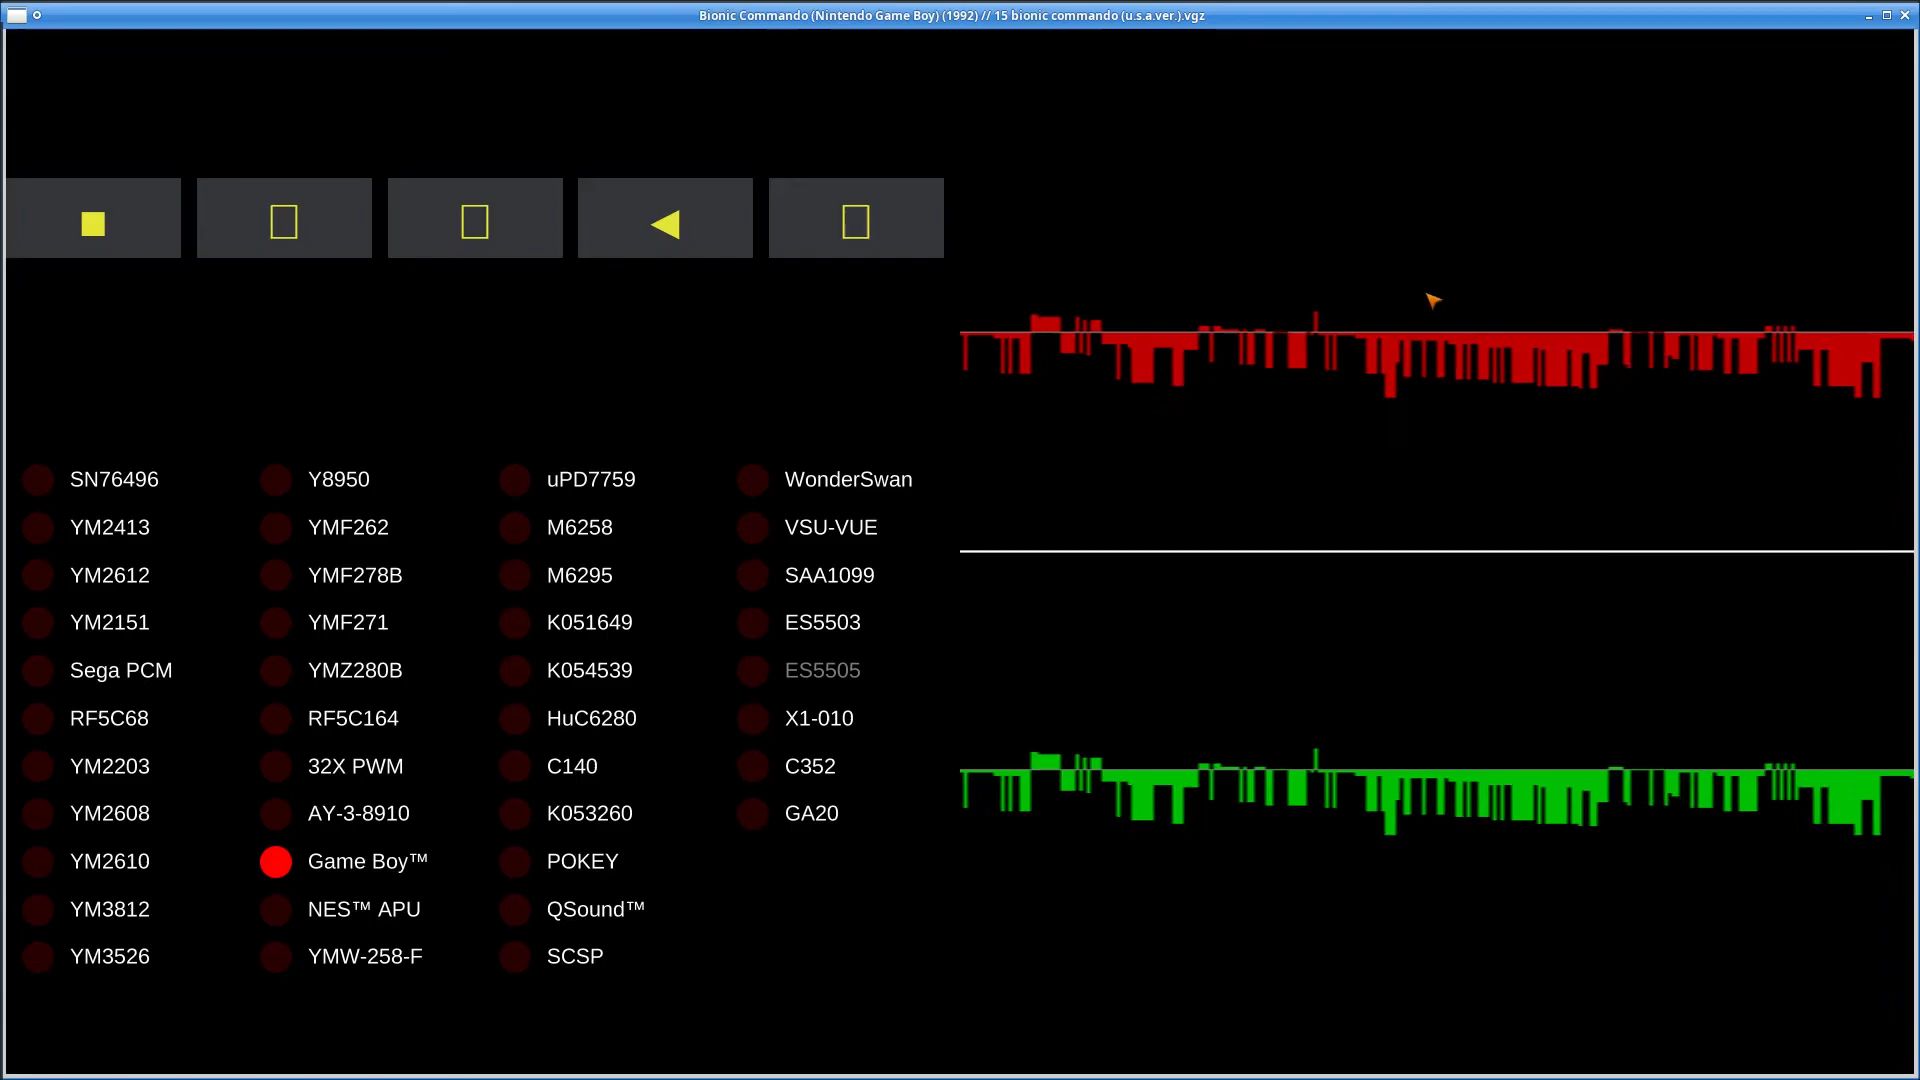 Bionic Commando (Nintendo Game Boy) (1992) // 15 bionic commando (u.s.a.ver.).vgz
SN76496
YM2413
YM2612
YM2151
Sega PCM
RF5C68
YM2203
YM2608
YM2610
YM3812
YM3526
Y8950
YMF262
YMF278B
YMF271
YMZ280B
RF5C164
32X PWM
AY-3-8910
Game Boy™
NES™ APU
YMW-258-F
uPD7759
M6258
M6295
K051649
K054539
HuC6280
C140
K053260
POKEY
QSound™
SCSP
WonderSwan
VSU-VUE
SAA1099
ES5503
ES5505
X1-010
C352
GA20